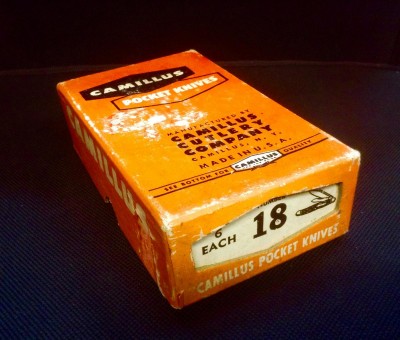 CAMILLUS
POCKET KNIVES
MANUFACTURED BY
CAMILLUS
CUTLERY
COMPANY
CAMILLUS, N.Y.
MADE IN U.S.A.
SEE BOTTOM FOR CAMILLUS QUALITY
CAMILLUS
6
EACH
18
CAMILLUS POCKET KNIVES